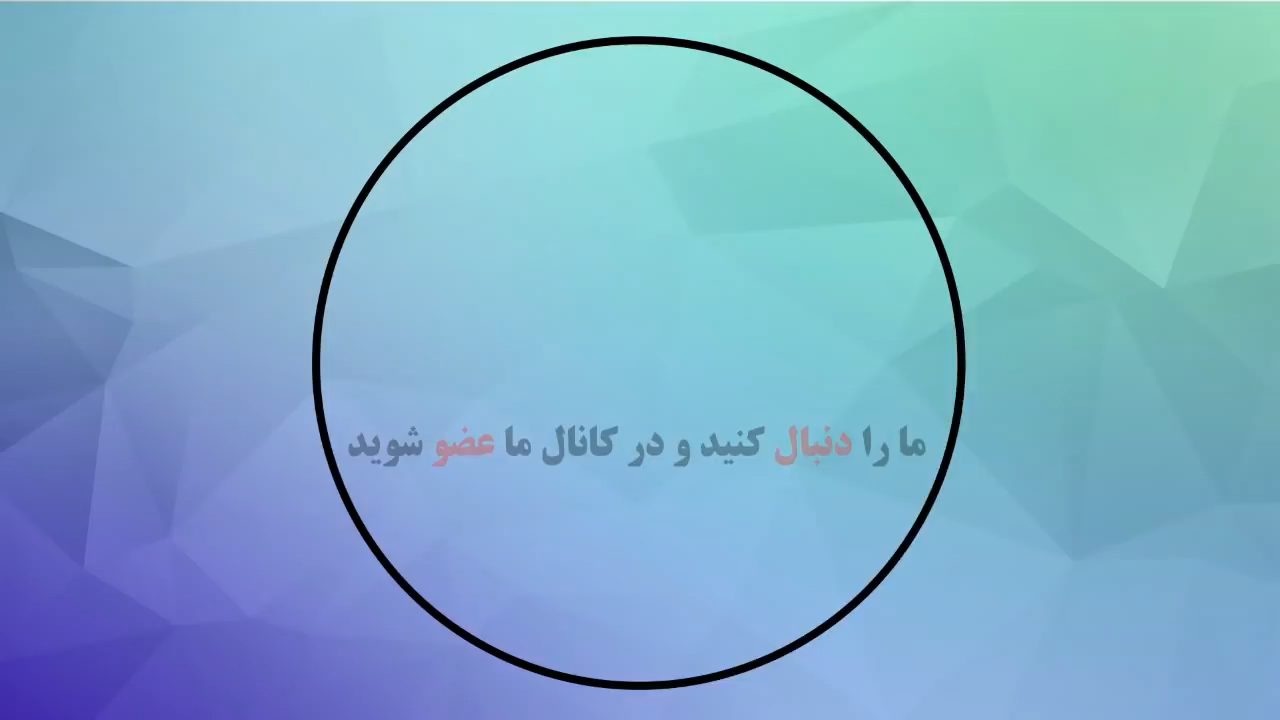 ما را دنبال کنید و در کانال ما عضو شوید